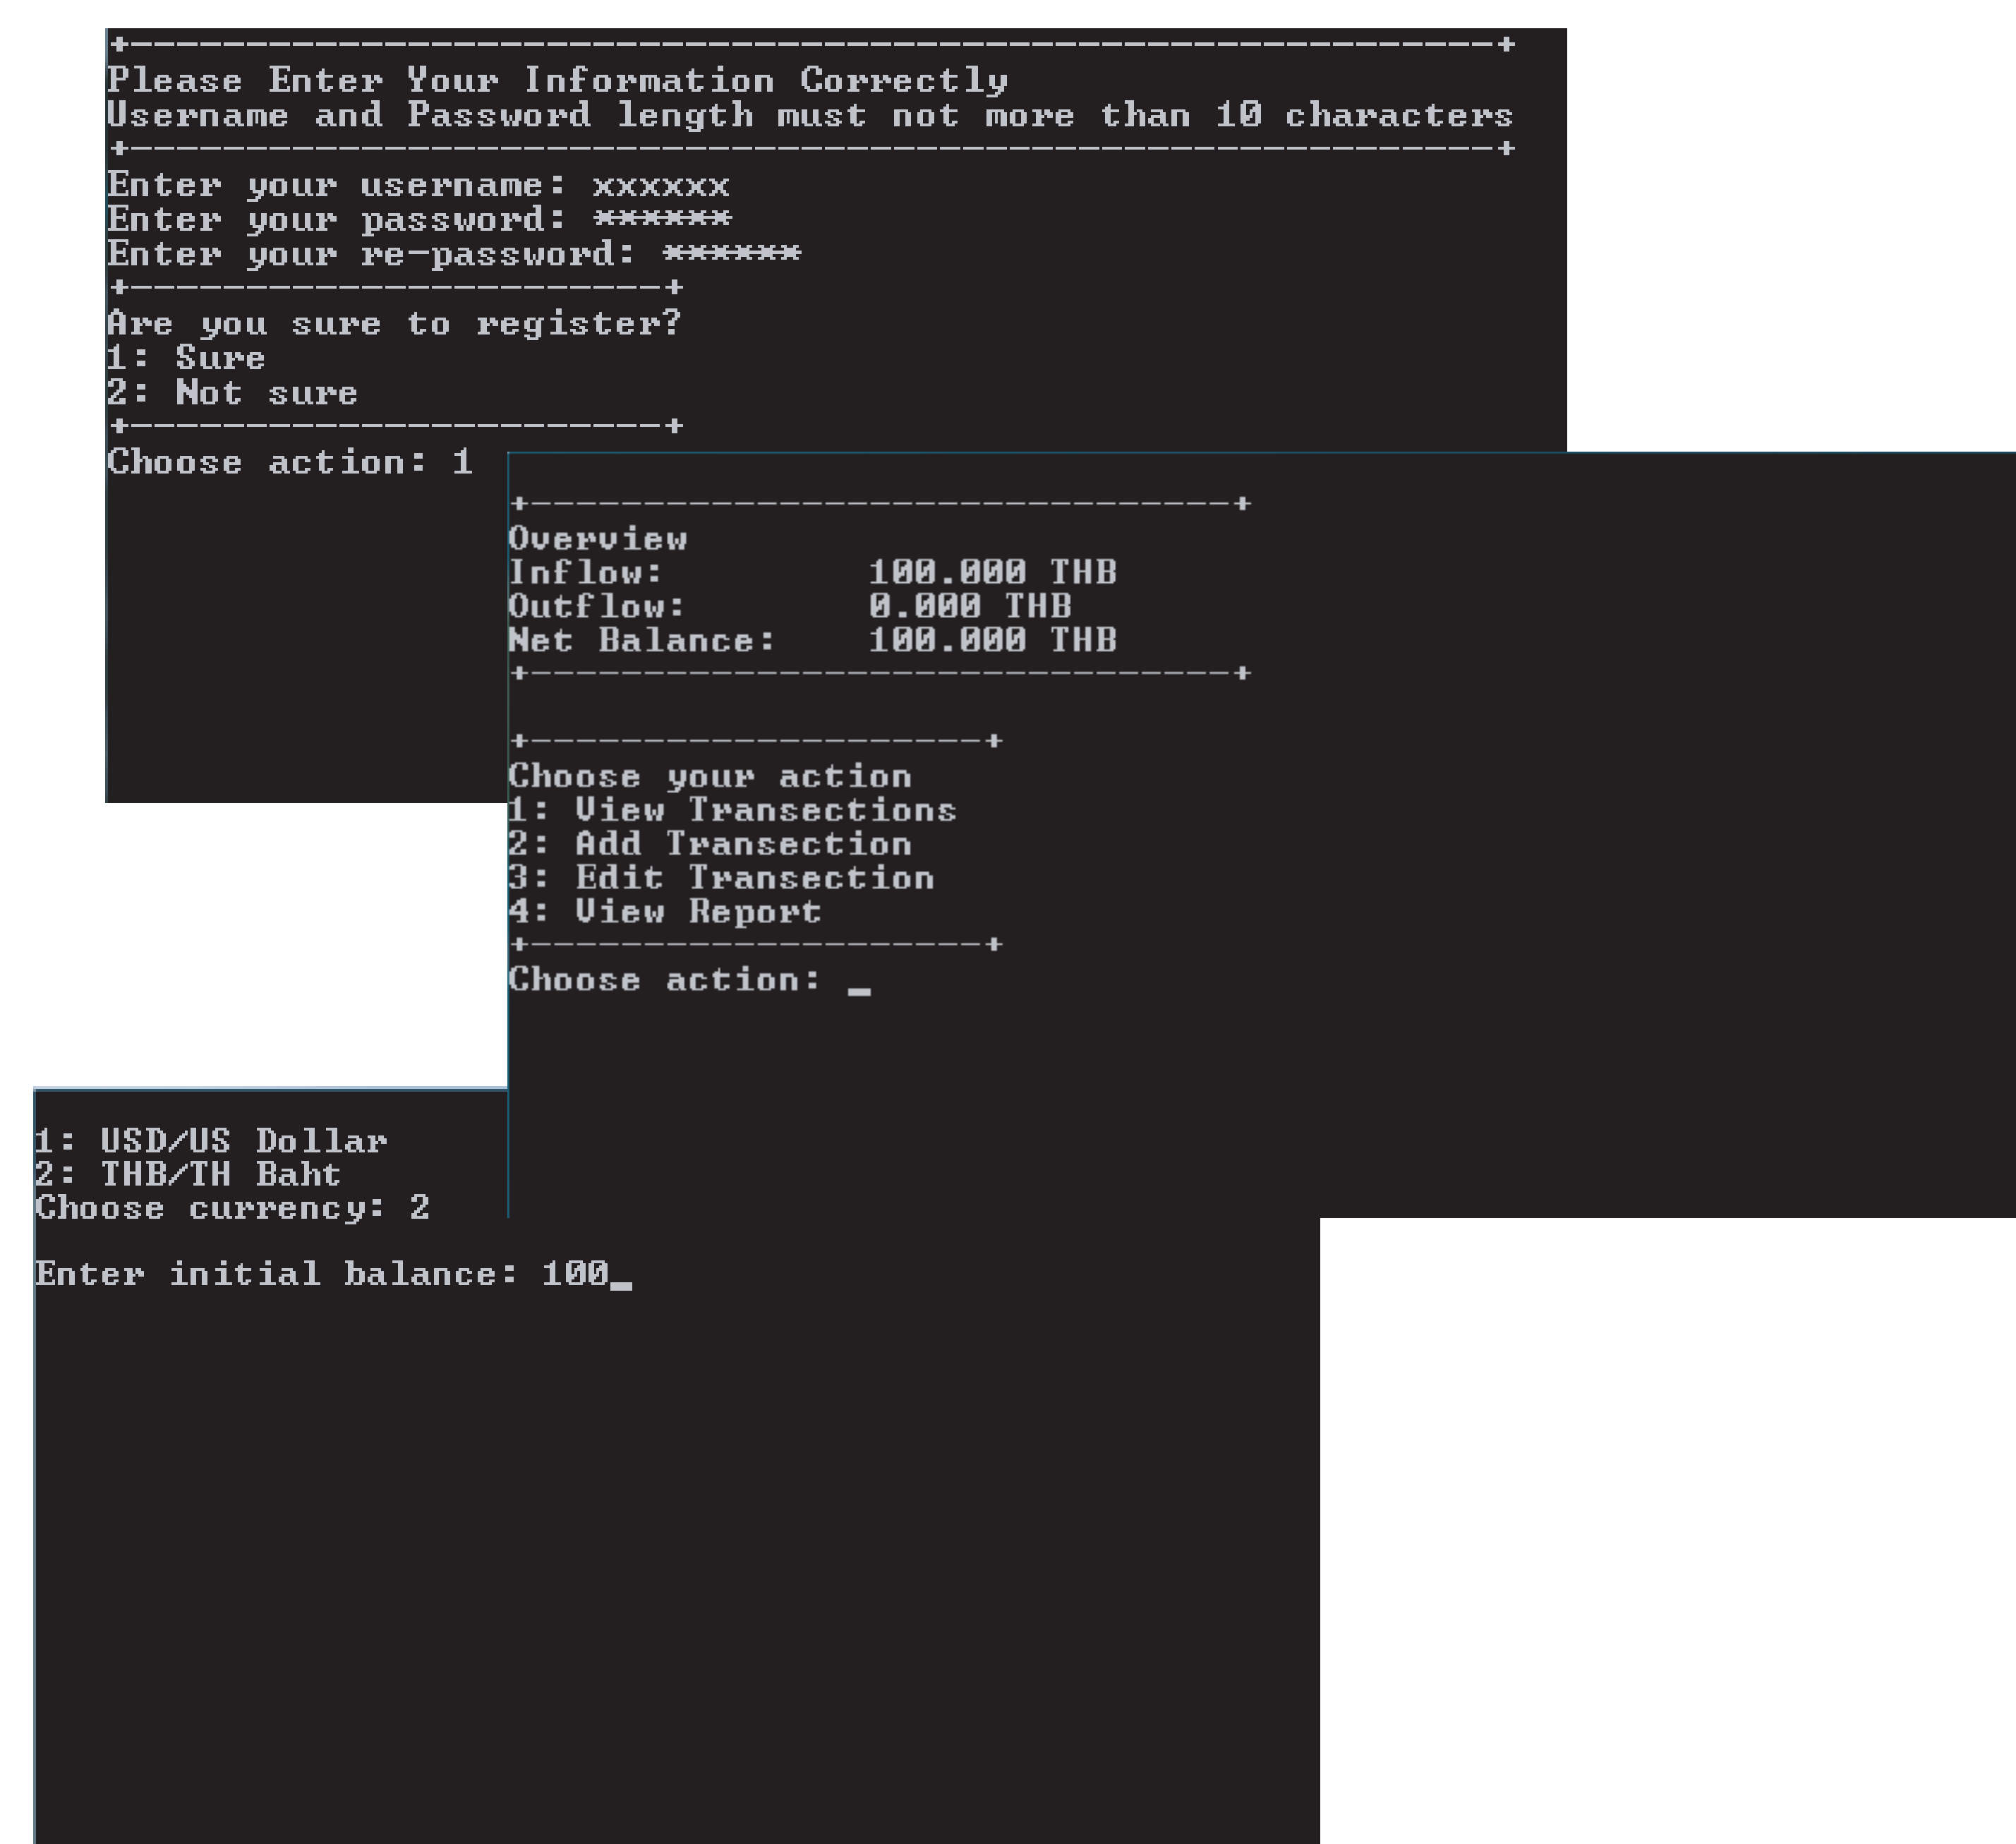 +-----------------------------------------------------------+
Please Enter Your Information Correctly
Username and Password length must not more than 10 characters
+-----------------------------------------------------------+
Enter your username: xxxxxx
Enter your password: ******
Enter your re-password: ******
+-----------------------+
Are you sure to register?
1: Sure
2: Not sure
+-----------------------+
Choose action: 1
+-------------------------------+
Overview
Inflow: 100.000 THB
Outflow: 0.000 THB
Net Balance: 100.000 THB
+-------------------------------+
+--------------------+
Choose your action
1: View Transections
2: Add Transection
3: Edit Transection
4: View Report
+--------------------+
Choose action: _
1: USD/US Dollar
2: THB/TH Baht
Choose currency: 2
Enter initial balance: 100_